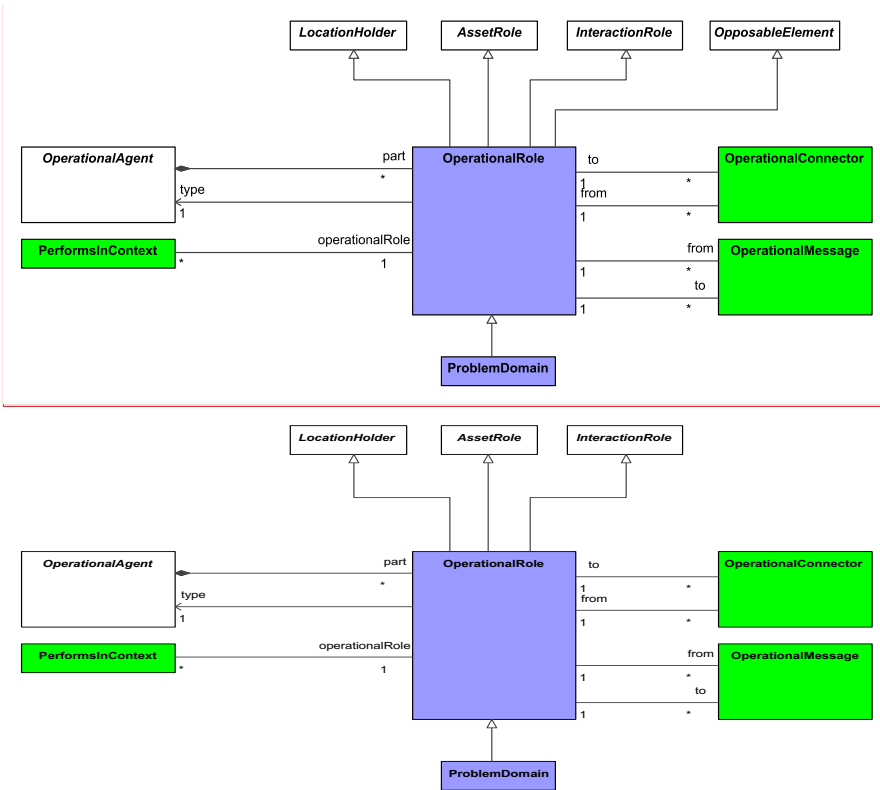 LocationHolder AssetRole InteractionRole OpposableElement
OperationalAgent part OperationalRole to OperationalConnector
* 1 *
type from
1 1 *
PerformsInContext operationalRole from OperationalMessage
* 1 1 *
to
1 *
ProblemDomain
LocationHolder AssetRole InteractionRole
OperationalAgent part OperationalRole to OperationalConnector
* 1 *
type from
1 1 *
PerformsInContext operationalRole from OperationalMessage
* 1 1 *
to
1 *
ProblemDomain